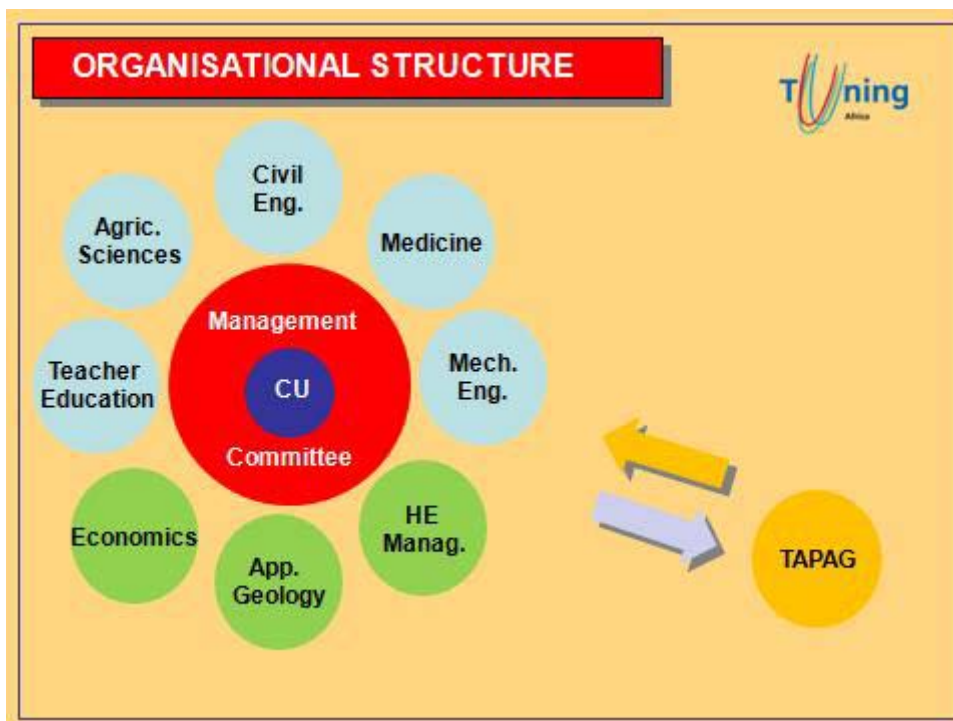 ORGANISATIONAL STRUCTURE
Tuning
Africa
Civil
Eng.
Agric.
Sciences
Medicine
Management
Teacher
Education
CU
Mech.
Eng.
Committee
Economics
HE
Manag.
App.
Geology
TAPAG